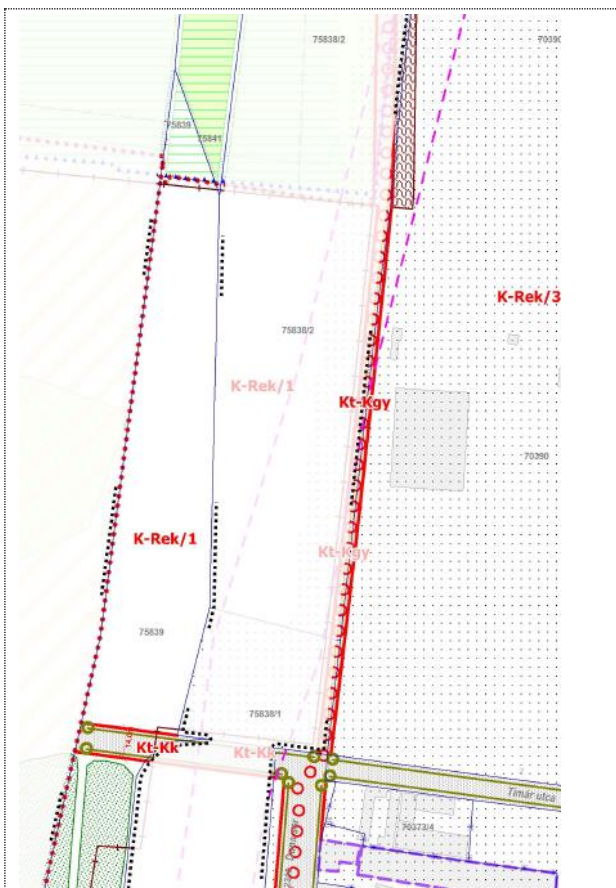 75838/2
70390
75839
75841
K-Rek/3
75838/2
K-Rek/1
Kt-Kgy
70390
K-Rek/1
Kt-Kgy
75839
75838/1
Kt-Kk
Kt-Kk
Tímár utca
70373/4